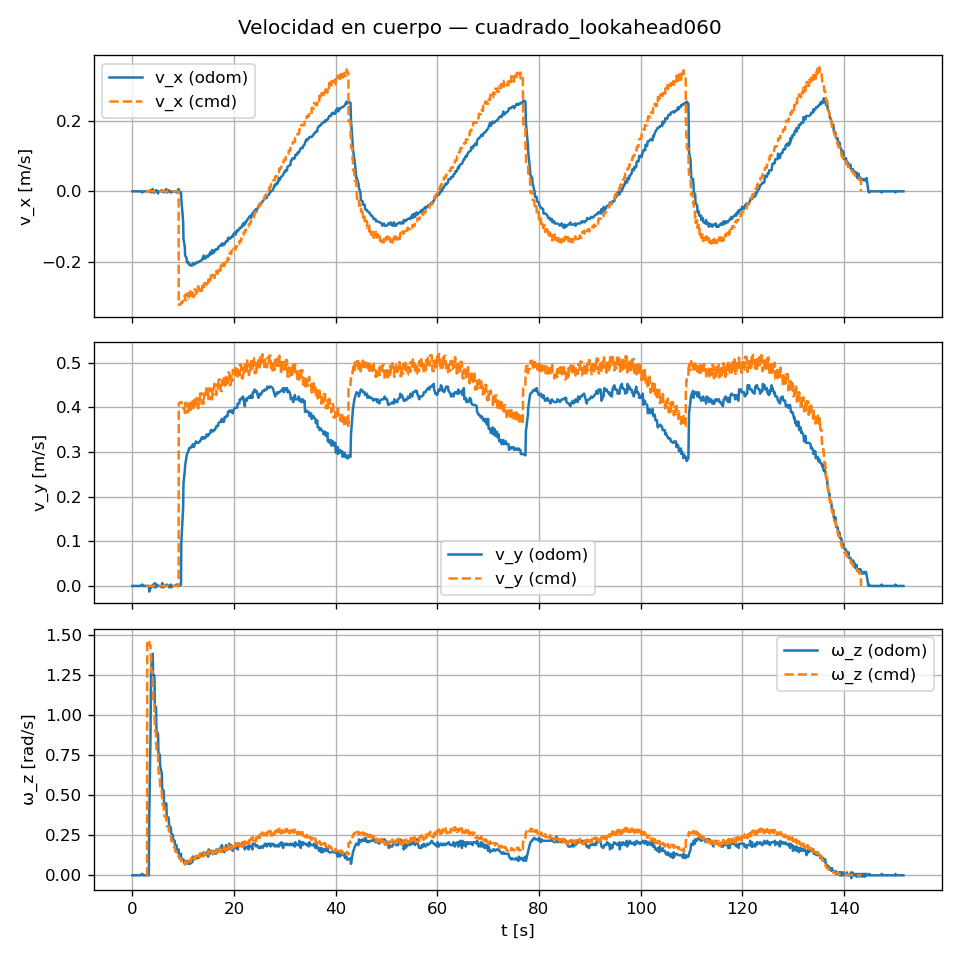 Velocidad en cuerpo — cuadrado_lookahead060
v_x [m/s]
0.2
0.0
−0.2
v_x (odom)
v_x (cmd)
v_y [m/s]
0.5
0.4
0.3
0.2
0.1
0.0
v_y (odom)
v_y (cmd)
ω_z [rad/s]
1.50
1.25
1.00
0.75
0.50
0.25
0.00
ω_z (odom)
ω_z (cmd)
0 20 40 60 80 100 120 140
t [s]